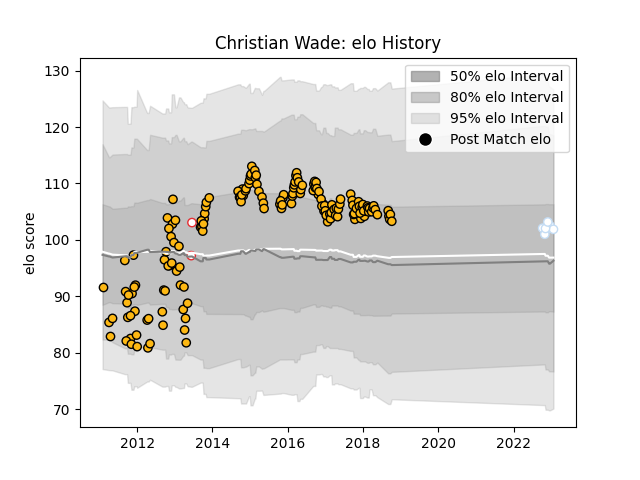 Christian Wade: elo History
130
120
110
100
90
80
70
elo score
50% elo Interval
80% elo Interval
95% elo Interval
Post Match elo
2012
2014
2016
2018
2020
2022